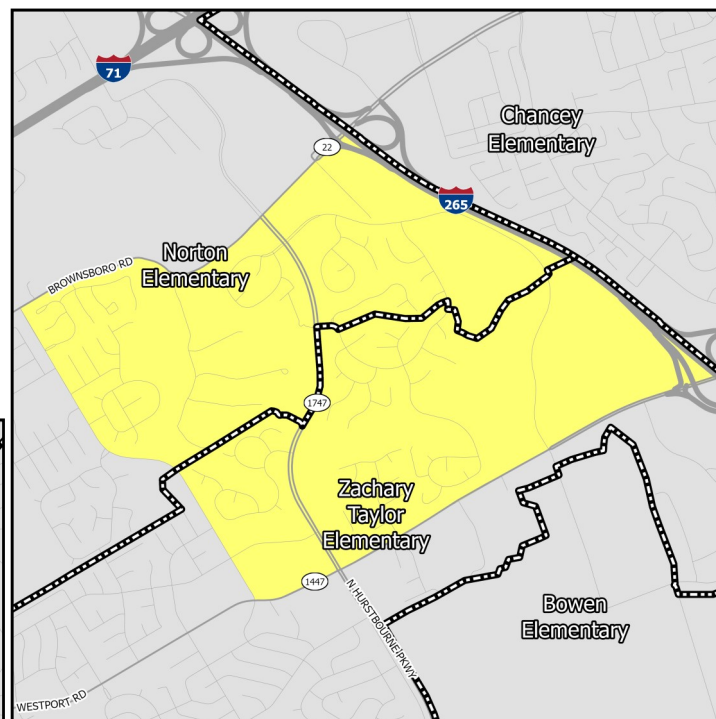 71
Chancey
Elementary
22
265
Norton
Elementary
BROWNSBORO RD
1747
Zachary
Taylor
Elementary
1447
N HURSTBOURNE PKWY
Bowen
Elementary
WESTPORT RD